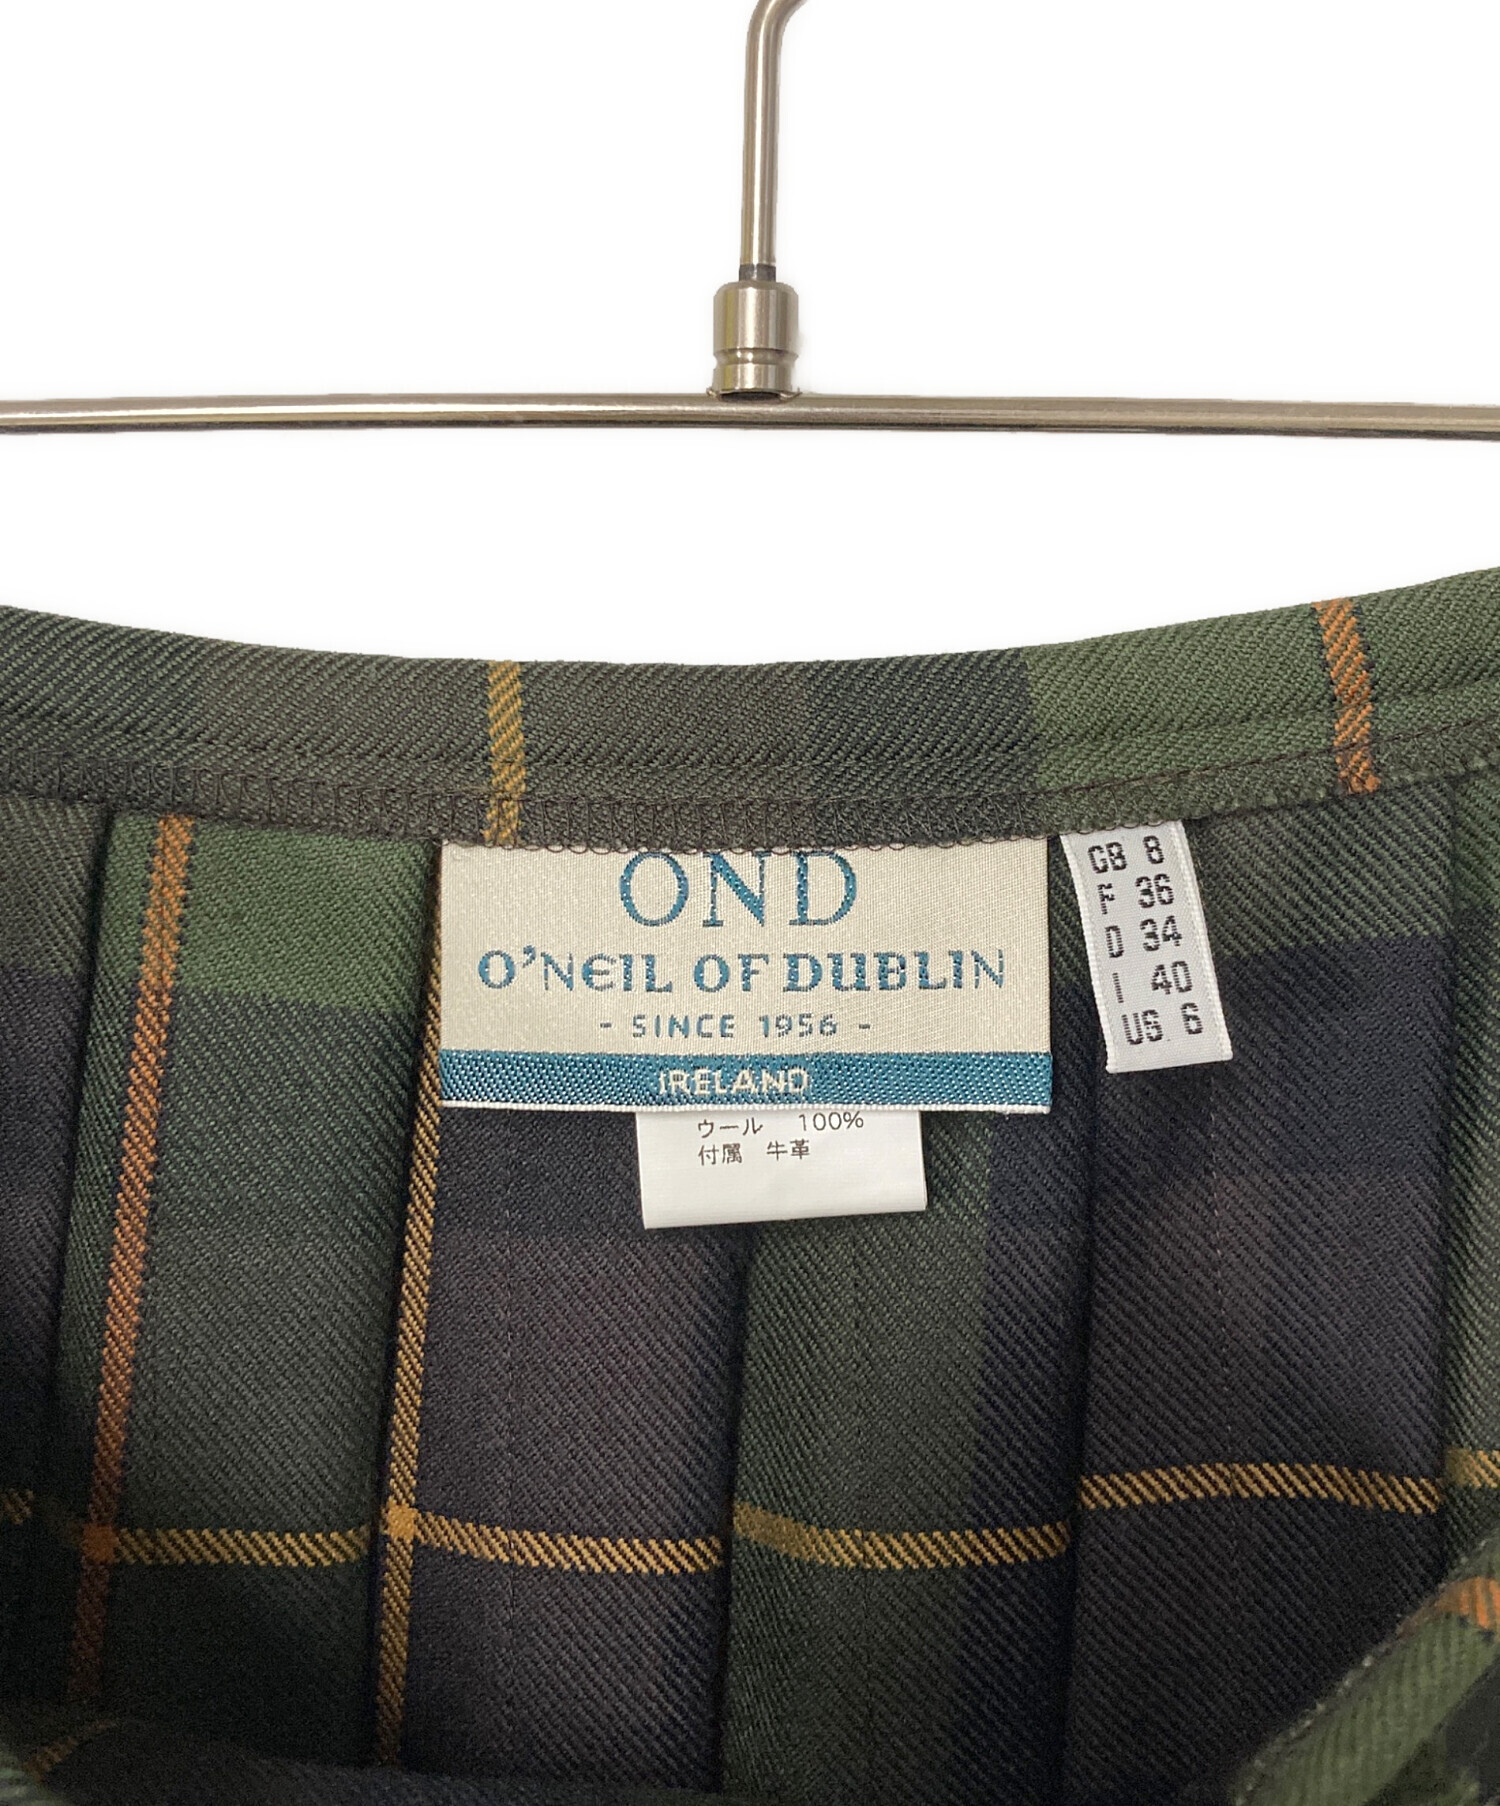 OND
O'NEIL OF DUBLIN
- SINCE 1956 -
IRELAND
ウール 100%
付属 牛革
GB 8
F 36
D 34
I 40
US 6